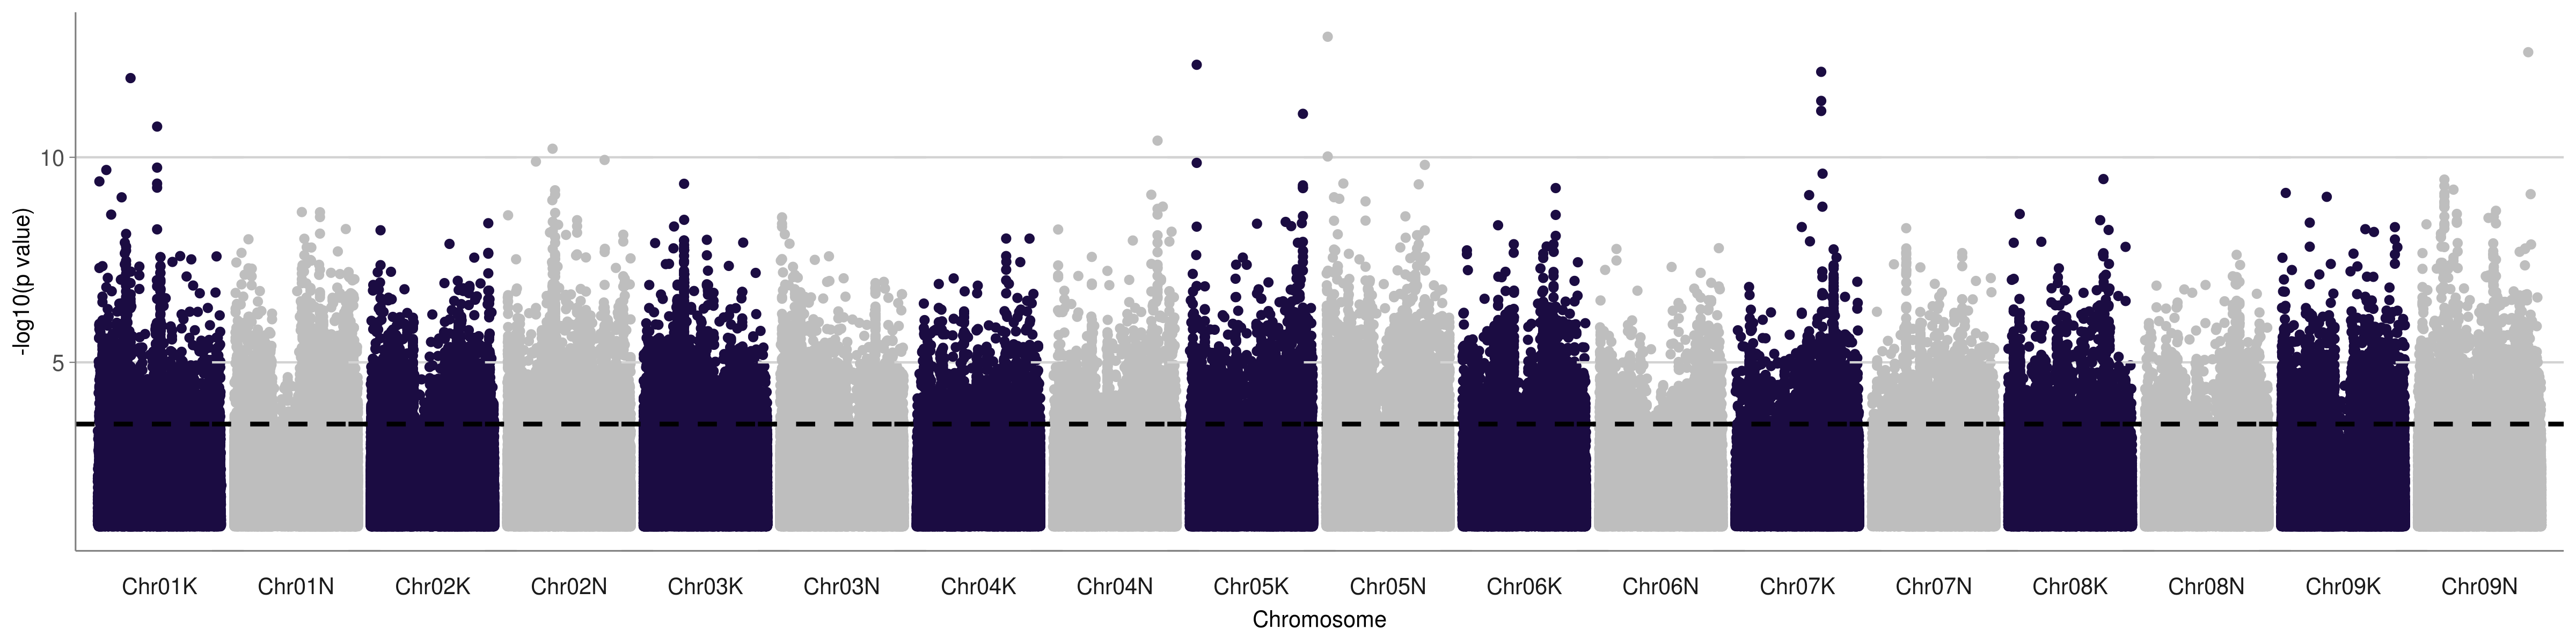 -log10(p value)
10
5
Chr01K Chr01N Chr02K Chr02N Chr03K Chr03N Chr04K Chr04N Chr05K Chr05N Chr06K Chr06N Chr07K Chr07N Chr08K Chr08N Chr09K Chr09N
Chromosome